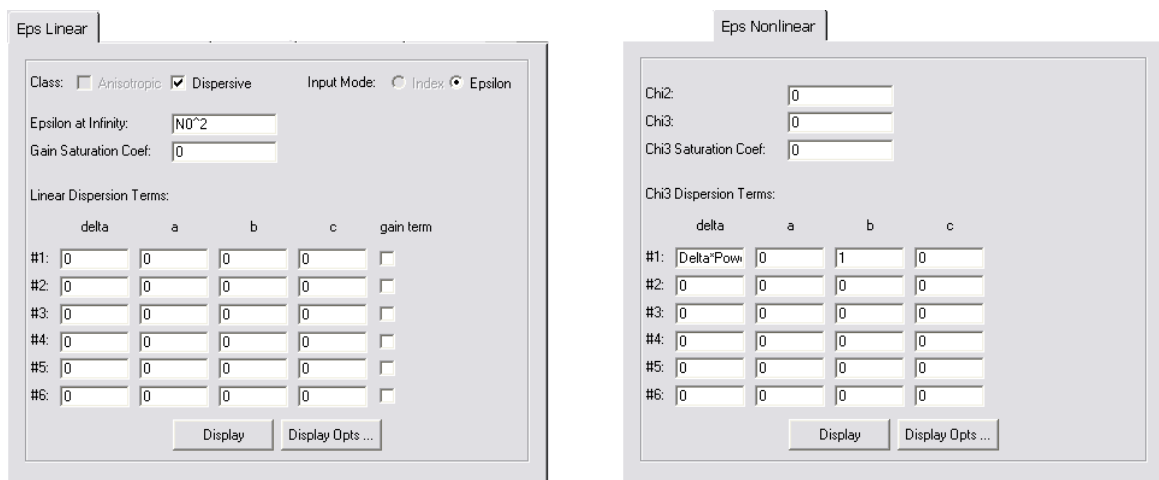 Eps Linear
Class: Anisotropic Dispersive Input Mode: Index Epsilon
Epsilon at Infinity: N0^2
Gain Saturation Coef: 0
Linear Dispersion Terms:
delta a b c gain term
#1: 0 0 0 0
#2: 0 0 0 0
#3: 0 0 0 0
#4: 0 0 0 0
#5: 0 0 0 0
#6: 0 0 0 0
Display Display Opts ...
Eps Nonlinear
Chi2: 0
Chi3: 0
Chi3 Saturation Coef: 0
Chi3 Dispersion Terms:
delta a b c
#1: Delta*Pow 0 1 0
#2: 0 0 0 0
#3: 0 0 0 0
#4: 0 0 0 0
#5: 0 0 0 0
#6: 0 0 0 0
Display Display Opts ...